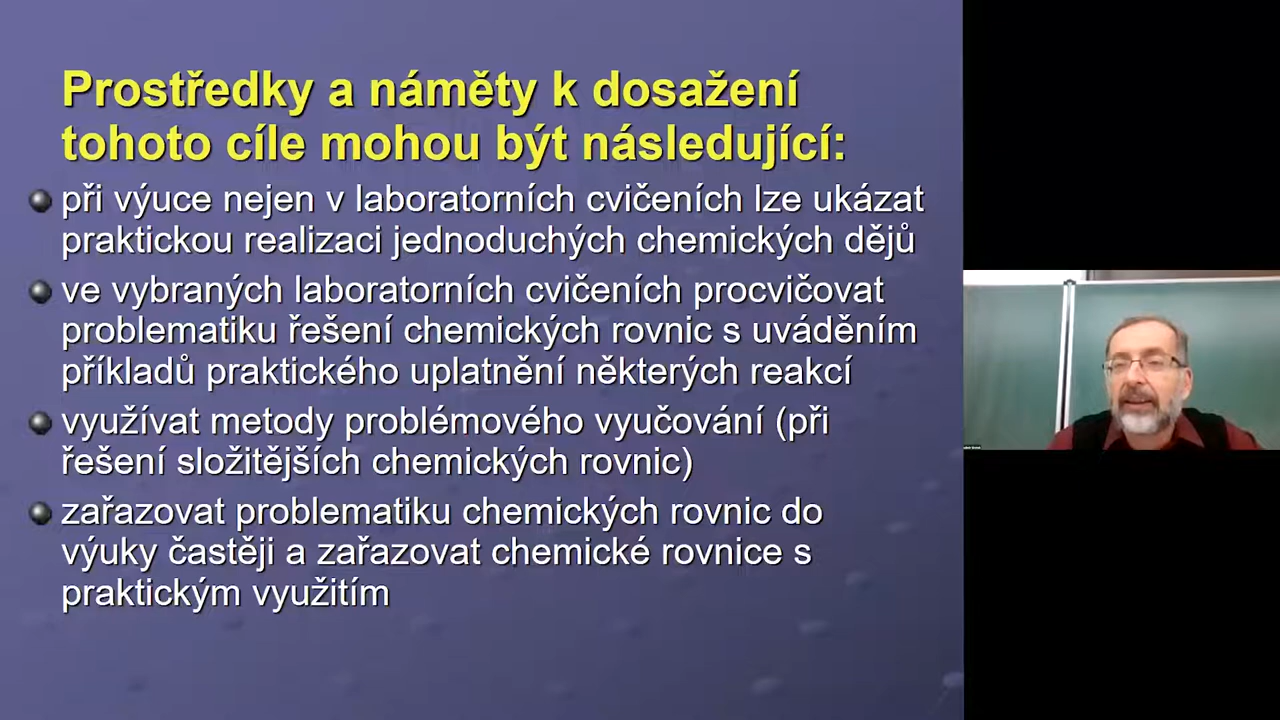 Prostředky a náměty k dosažení
tohoto cíle mohou být následující:
při výuce nejen v laboratorních cvičeních lze ukázat
praktickou realizaci jednoduchých chemických dějů
ve vybraných laboratorních cvičeních procvičovat
problematiku řešení chemických rovnic s uváděním
příkladů praktického uplatnění některých reakcí
využívat metody problémového vyučování (při
řešení složitějších chemických rovnic)
zařazovat problematiku chemických rovnic do
výuky častěji a zařazovat chemické rovnice s
praktickým využitím